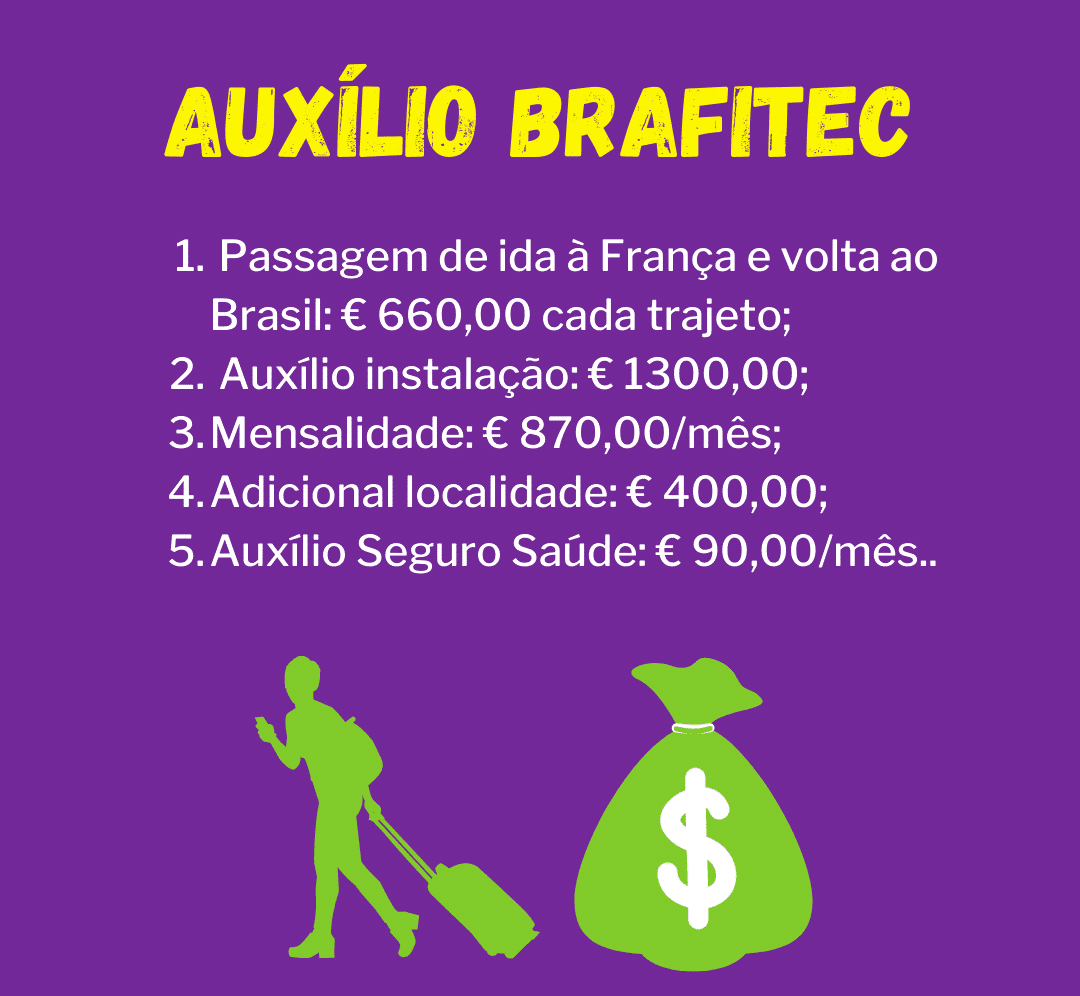 AUXÍLIO BRAFITEC
1. Passagem de ida à França e volta ao
Brasil: € 660,00 cada trajeto;
2. Auxílio instalação: € 1300,00;
3. Mensalidade: € 870,00/mês;
4. Adicional localidade: € 400,00;
5. Auxílio Seguro Saúde: € 90,00/mês..
$